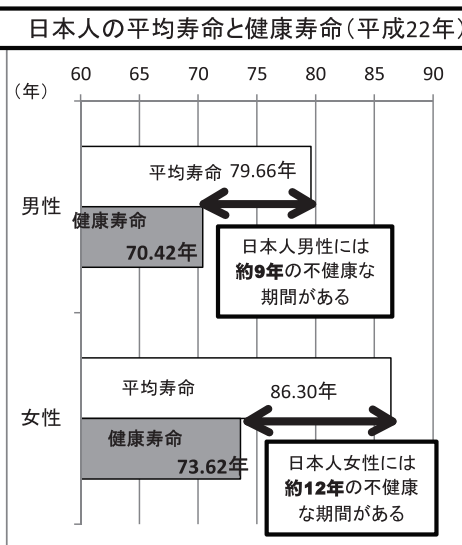 日本人の平均寿命と健康寿命(平成22年)
60 65 70 75 80 85 90
(年)
男性
平均寿命 79.66年
健康寿命
70.42年
日本人男性には
約9年の不健康な
期間がある
女性
平均寿命
86.30年
健康寿命
73.62年
日本人女性には
約12年の不健康
な期間がある